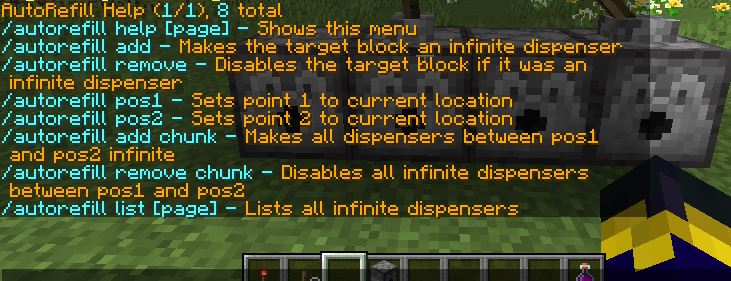 AutoRefill Help (1/1), 8 total
/autorefill help [page] - Shows this menu
/autorefill add - Makes the target block an infinite dispenser
/autorefill remove - Disables the target block if it was an
infinite dispenser
/autorefill pos1 - Sets point 1 to current location
/autorefill pos2 - Sets point 2 to current location
/autorefill add chunk - Makes all dispensers between pos1
and pos2 infinite
/autorefill remove chunk - Disables all infinite dispensers
between pos1 and pos2
/autorefill list [page] - Lists all infinite dispensers